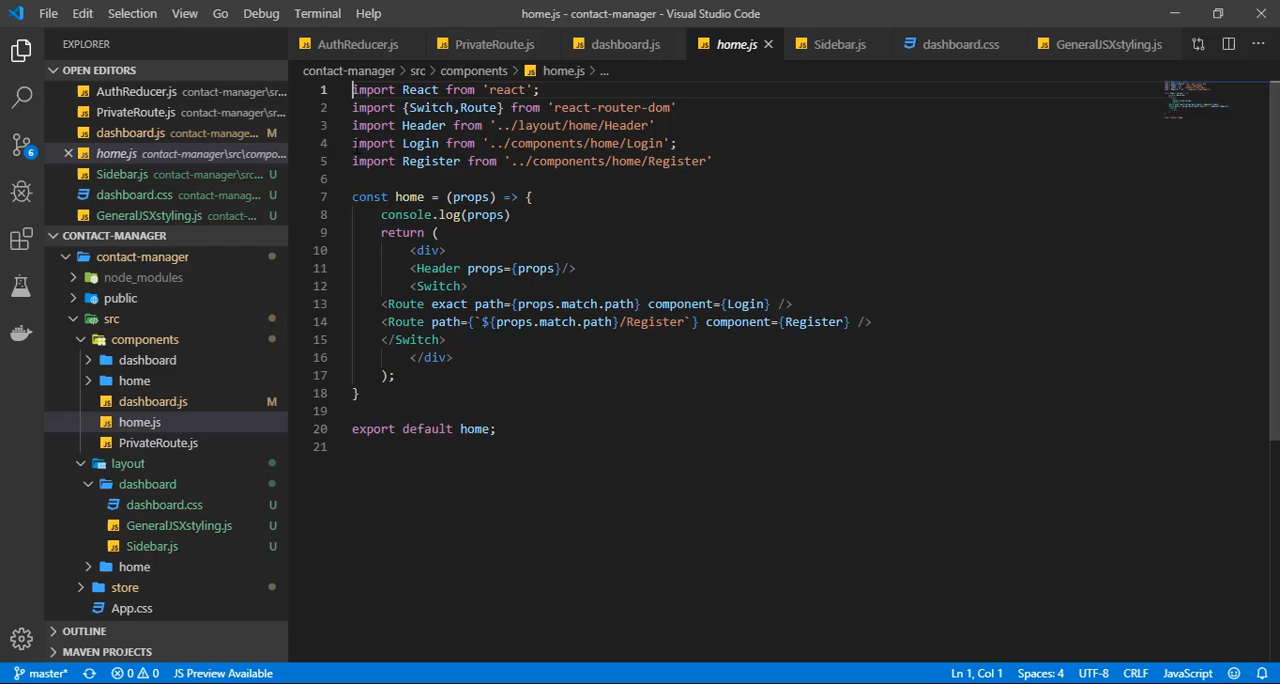 File Edit Selection View Go Debug Terminal Help
home.js - contact-manager - Visual Studio Code
EXPLORER
OPEN EDITORS
AuthReducer.js contact-manager\sr...
PrivateRoute.js contact-manager\sr...
dashboard.js contact-manage... M
home.js contact-manager\src\compo...
Sidebar.js contact-manager\src... U
dashboard.css contact-manag... U
GeneralJSXstyling.js contact-... U
CONTACT-MANAGER
contact-manager
node_modules
public
src
components
dashboard
home
dashboard.js M
home.js
PrivateRoute.js
layout
dashboard
dashboard.css U
GeneralJSXstyling.js U
Sidebar.js U
home
store
App.css
OUTLINE
MAVEN PROJECTS
6
AuthReducer.js PrivateRoute.js dashboard.js home.js Sidebar.js dashboard.css GeneralJSXstyling.js
contact-manager > src > components > home.js > ...
1 import React from 'react';
2 import {Switch,Route} from 'react-router-dom'
3 import Header from '../layout/home/Header'
4 import Login from '../components/home/Login';
5 import Register from '../components/home/Register'
6
7 const home = (props) => {
8 console.log(props)
9 return (
10 <div>
11 <Header props={props}/>
12 <Switch>
13 <Route exact path={props.match.path} component={Login} />
14 <Route path={`${props.match.path}/Register`} component={Register} />
15 </Switch>
16 </div>
17 );
18 }
19
20 export default home;
21
master* 0 0 JS Preview Available Ln 1, Col 1 Spaces: 4 UTF-8 CRLF JavaScript